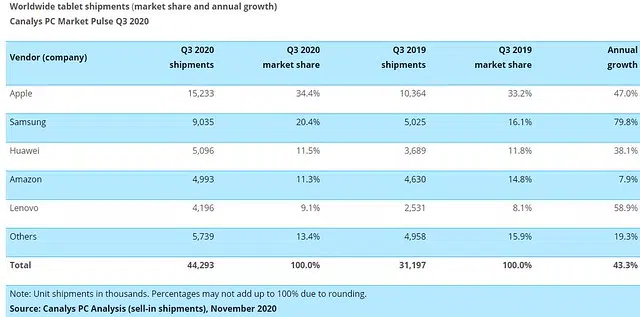 Worldwide tablet shipments (market share and annual growth)
Canalys PC Market Pulse Q3 2020
Vendor (company) Q3 2020 shipments Q3 2020 market share Q3 2019 shipments Q3 2019 market share Annual growth
Apple 15,233 34.4% 10,364 33.2% 47.0%
Samsung 9,035 20.4% 5,025 16.1% 79.8%
Huawei 5,096 11.5% 3,689 11.8% 38.1%
Amazon 4,993 11.3% 4,630 14.8% 7.9%
Lenovo 4,196 9.1% 2,531 8.1% 58.9%
Others 5,739 13.4% 4,958 15.9% 19.3%
Total 44,293 100.0% 31,197 100.0% 43.3%
Note: Unit shipments in thousands. Percentages may not add up to 100% due to rounding.
Source: Canalys PC Analysis (sell-in shipments), November 2020